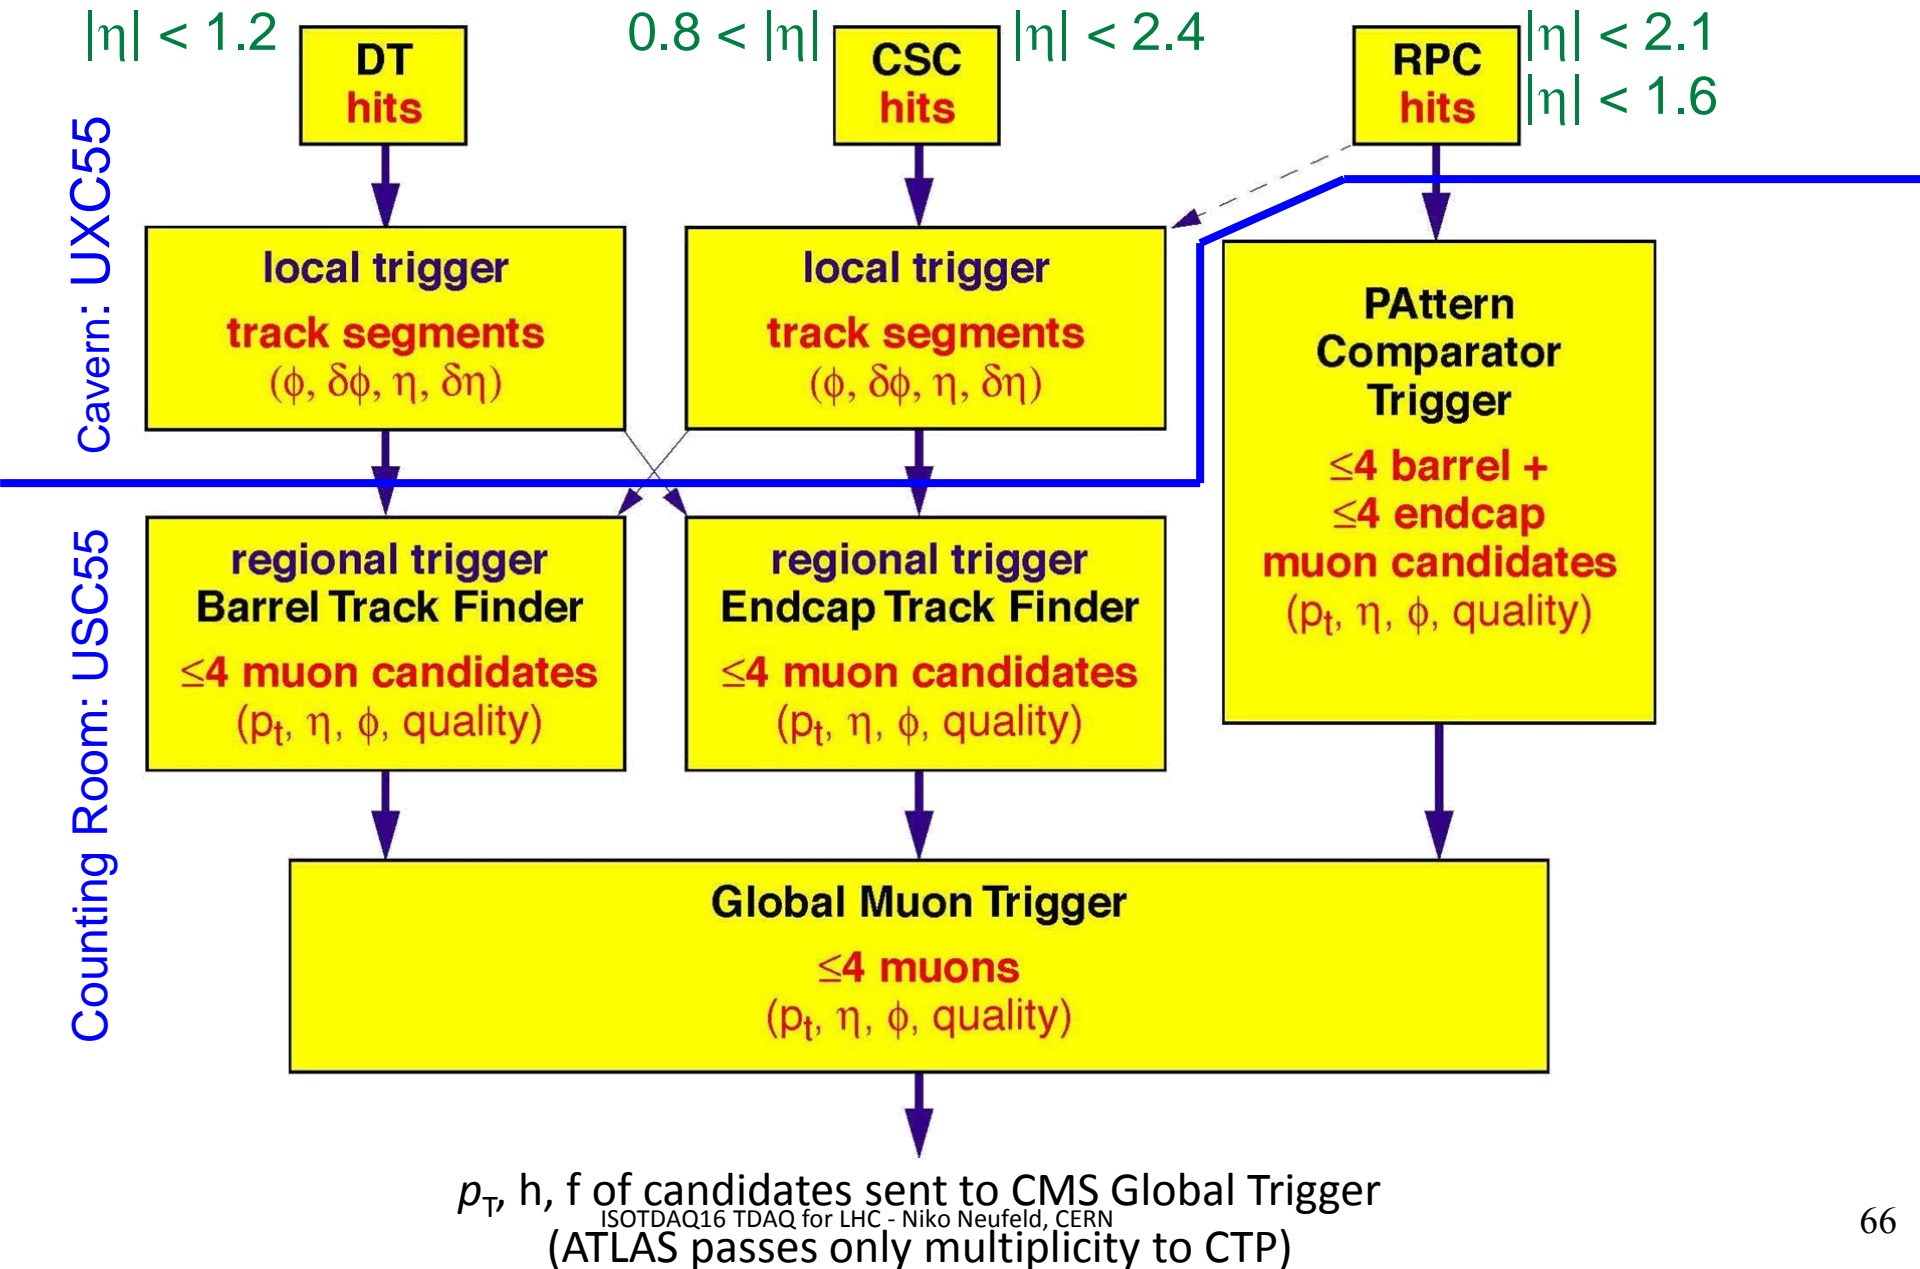 |η| < 1.2
DT
hits
0.8 < |η|
CSC
hits
|η| < 2.4
RPC
hits
|η| < 2.1
|η| < 1.6
Cavern: UXC55
local trigger
track segments
(ϕ, δϕ, η, δη)
local trigger
track segments
(ϕ, δϕ, η, δη)
PAttern
Comparator
Trigger
≤4 barrel +
≤4 endcap
muon candidates
(pt, η, ϕ, quality)
Counting Room: USC55
regional trigger
Barrel Track Finder
≤4 muon candidates
(pt, η, ϕ, quality)
regional trigger
Endcap Track Finder
≤4 muon candidates
(pt, η, ϕ, quality)
Global Muon Trigger
≤4 muons
(pt, η, ϕ, quality)
pT, h, f of candidates sent to CMS Global Trigger
ISOTDAQ16 TDAQ for LHC - Niko Neufeld, CERN
(ATLAS passes only multiplicity to CTP)
66